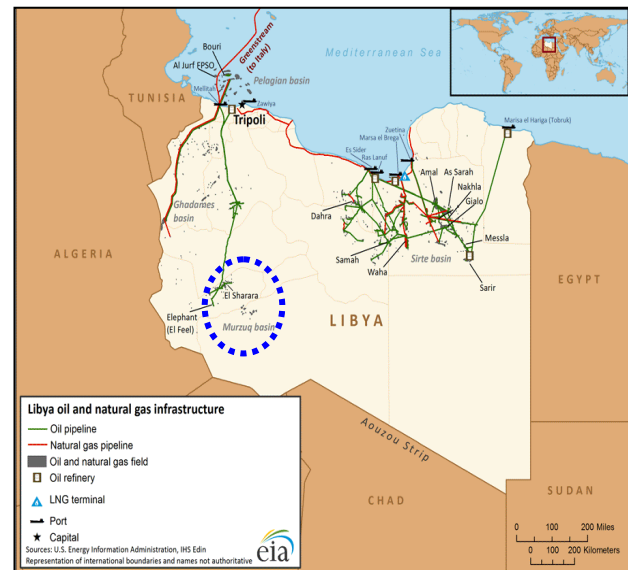 Bouri
Al Jurf FPSO
Greenstream
(to Italy)
Mediterranean Sea
Pelagian basin
Mellitah
Zawiya
TUNISIA
Tripoli
Marisa el Hariga (Tobruk)
Zuetina
Marsa el Brega
Es Sider
Ras Lanuf
Amal
As Sarah
Nakhla
Gialo
Ghadames
basin
Dahra
Messla
Samah
Waha
Sirte basin
Sarir
ALGERIA
EGYPT
El Sharara
Elephant
(El Feel)
Murzuq basin
LIBYA
Aouzou Strip
CHAD
SUDAN
Libya oil and natural gas infrastructure
Oil pipeline
Natural gas pipeline
Oil and natural gas field
Oil refinery
LNG terminal
Port
Capital
Sources: U.S. Energy Information Administration, IHS Edin
Representation of international boundaries and names not authoritative
eia
0 100 200 Miles
0 100 200 Kilometers